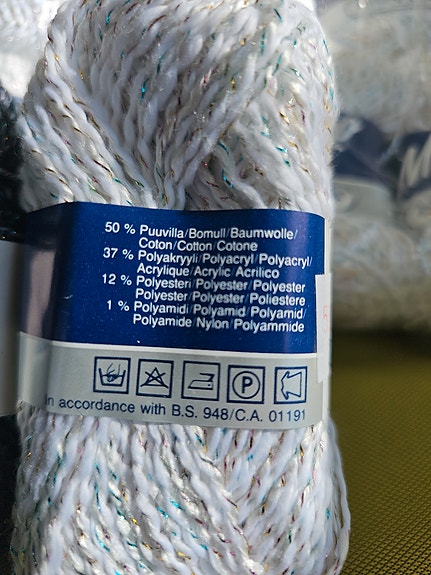 50 % Puuvilla/Bomull/Baumwolle/
Coton/Cotton/Cotone
37 % Polyakryyli/Polyacryl/Polyacryl/
Acrylique/Acrylic/Acrilico
12 % Polyesteri/Polyester/Polyester
Polyester/Polyester/Poliestere
1 % Polyamidi/Polyamid/Polyamid/
Polyamide/Nylon/Polyammide
P
In accordance with B.S. 948/C.A. 01191